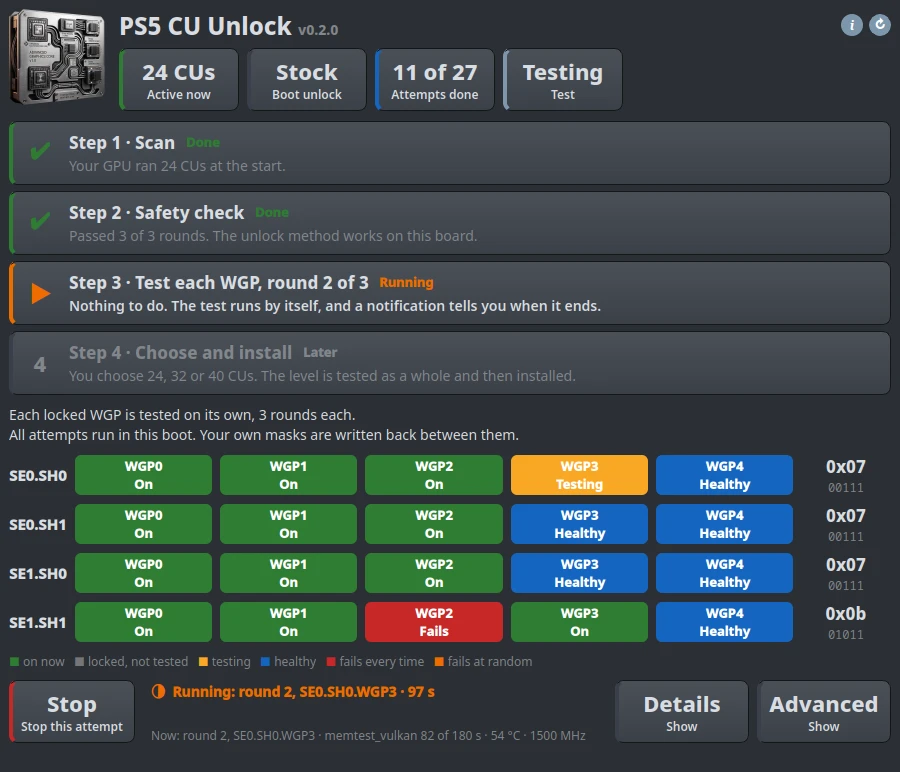 PS5 CU Unlock v0.2.0
24 CUs
Active now
Stock
Boot unlock
11 of 27
Attempts done
Testing
Test
Step 1 · Scan Done
Your GPU ran 24 CUs at the start.
Step 2 · Safety check Done
Passed 3 of 3 rounds. The unlock method works on this board.
Step 3 · Test each WGP, round 2 of 3 Running
Nothing to do. The test runs by itself, and a notification tells you when it ends.
4
Step 4 · Choose and install Later
You choose 24, 32 or 40 CUs. The level is tested as a whole and then installed.
Each locked WGP is tested on its own, 3 rounds each.
All attempts run in this boot. Your own masks are written back between them.
SE0.SH0
WGP0
On
WGP1
On
WGP2
On
WGP3
Testing
WGP4
Healthy
0x07
00111
SE0.SH1
WGP0
On
WGP1
On
WGP2
On
WGP3
Healthy
WGP4
Healthy
0x07
00111
SE1.SH0
WGP0
On
WGP1
On
WGP2
On
WGP3
Healthy
WGP4
Healthy
0x07
00111
SE1.SH1
WGP0
On
WGP1
On
WGP2
Fails
WGP3
On
WGP4
Healthy
0x0b
01011
on now locked, not tested testing healthy fails every time fails at random
Stop
Stop this attempt
Running: round 2, SE0.SH0.WGP3 · 97 s
Now: round 2, SE0.SH0.WGP3 · memtest_vulkan 82 of 180 s · 54 °C · 1500 MHz
Details
Show
Advanced
Show